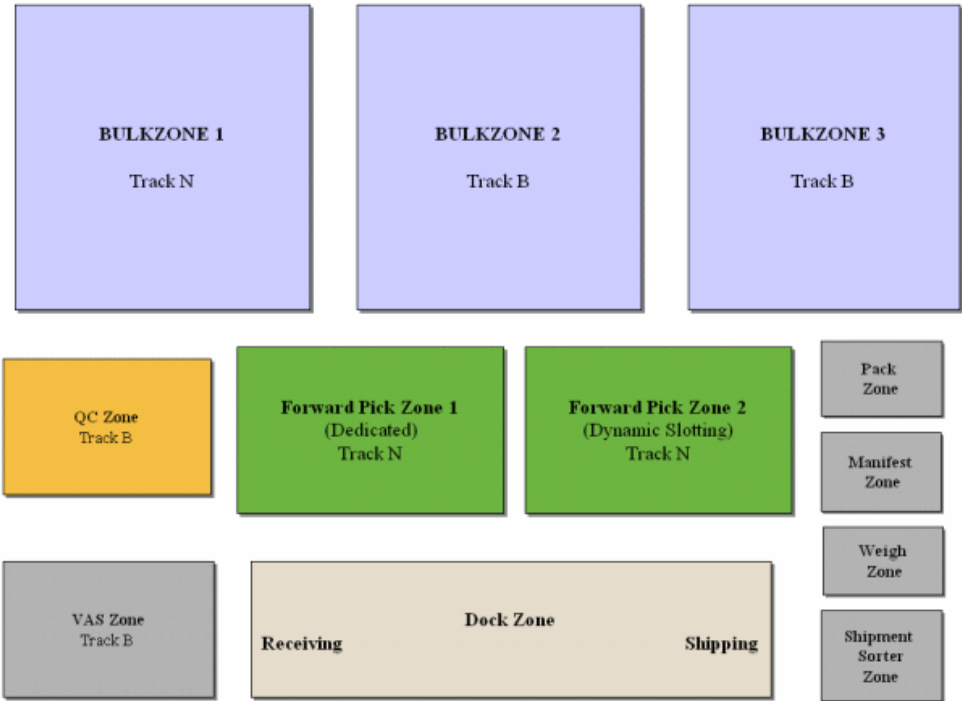 BULKZONE 1
Track N
BULKZONE 2
Track B
BULKZONE 3
Track B
QC Zone
Track B
Forward Pick Zone 1
(Dedicated)
Track N
Forward Pick Zone 2
(Dynamic Slotting)
Track N
Pack
Zone
Manifest
Zone
Weigh
Zone
Shipment
Sorter
Zone
VAS Zone
Track B
Dock Zone
Receiving
Shipping